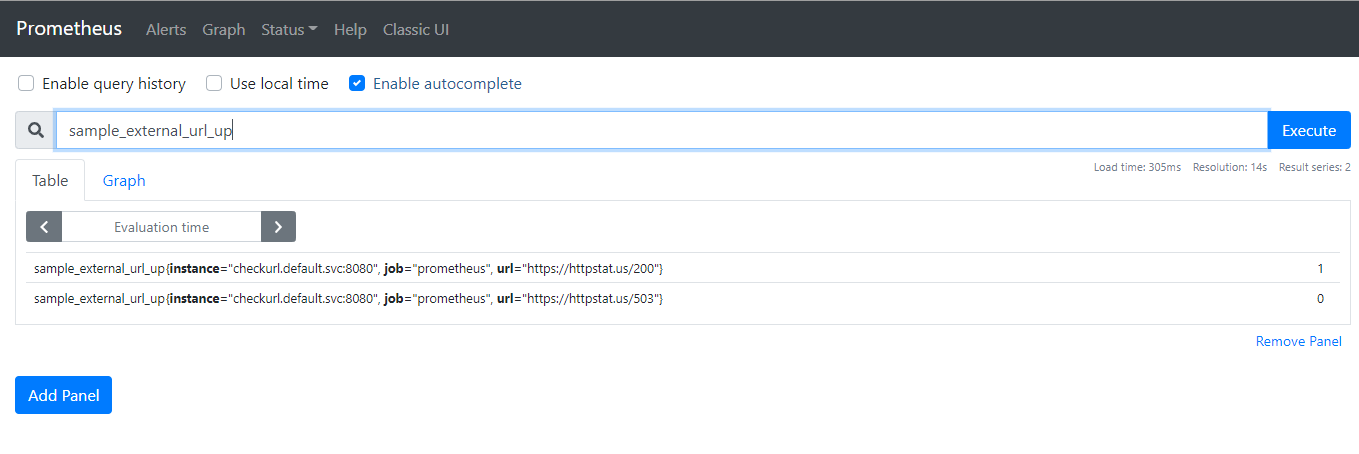 Prometheus Alerts Graph Status Help Classic UI
Enable query history Use local time Enable autocomplete
sample_external_url_up Execute
Table Graph Load time: 305ms Resolution: 14s Result series: 2
Evaluation time
sample_external_url_up{instance="checkurl.default.svc:8080", job="prometheus", url="https://httpstat.us/200"} 1
sample_external_url_up{instance="checkurl.default.svc:8080", job="prometheus", url="https://httpstat.us/503"} 0
Remove Panel
Add Panel